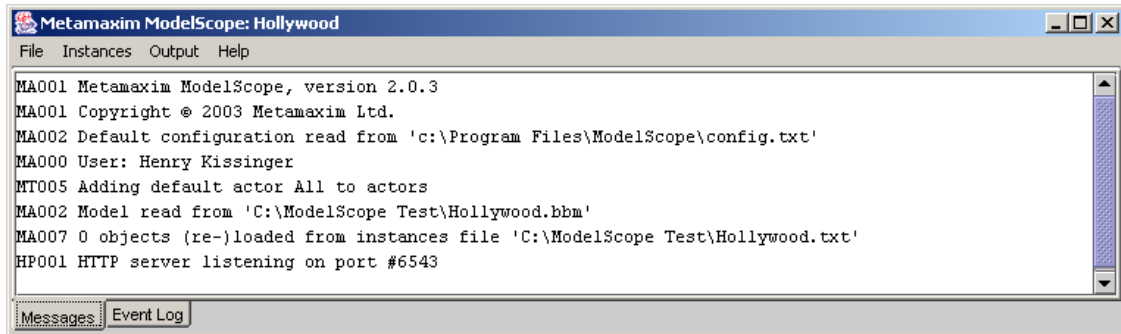 Metamaxim ModelScope: Hollywood
File Instances Output Help
MA001 Metamaxim ModelScope, version 2.0.3
MA001 Copyright © 2003 Metamaxim Ltd.
MA002 Default configuration read from 'c:\Program Files\ModelScope\config.txt'
MA000 User: Henry Kissinger
MT005 Adding default actor All to actors
MA002 Model read from 'C:\ModelScope Test\Hollywood.bbm'
MA007 0 objects (re-)loaded from instances file 'C:\ModelScope Test\Hollywood.txt'
HP001 HTTP server listening on port #6543
Messages Event Log